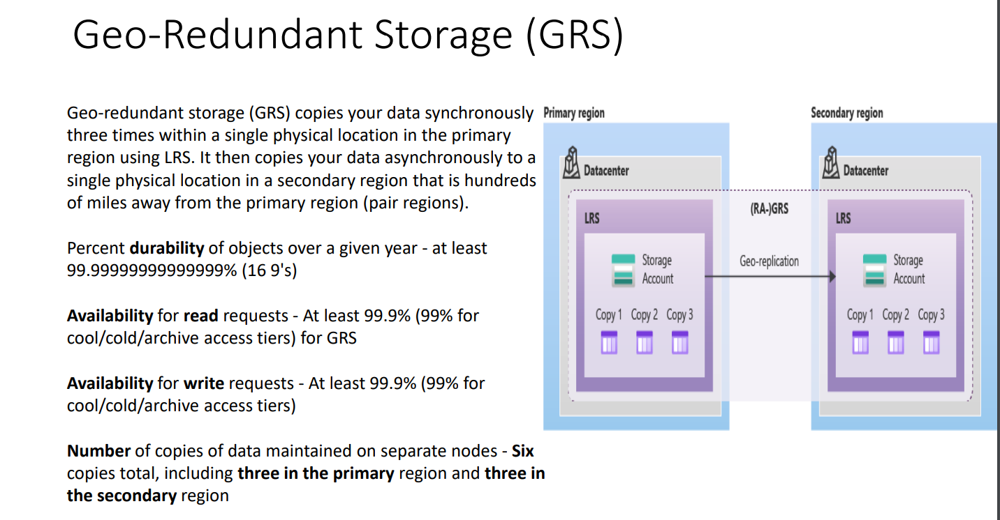 Geo-Redundant Storage (GRS)
Geo-redundant storage (GRS) copies your data synchronously
three times within a single physical location in the primary
region using LRS. It then copies your data asynchronously to a
single physical location in a secondary region that is hundreds
of miles away from the primary region (pair regions).
Percent durability of objects over a given year - at least
99.99999999999999% (16 9's)
Availability for read requests - At least 99.9% (99% for
cool/cold/archive access tiers) for GRS
Availability for write requests - At least 99.9% (99% for
cool/cold/archive access tiers)
Number of copies of data maintained on separate nodes - Six
copies total, including three in the primary region and three in
the secondary region
Primary region
Datacenter
LRS
Storage
Account
Copy 1 Copy 2 Copy 3
(RA-)GRS
Geo-replication
Secondary region
Datacenter
LRS
Storage
Account
Copy 1 Copy 2 Copy 3